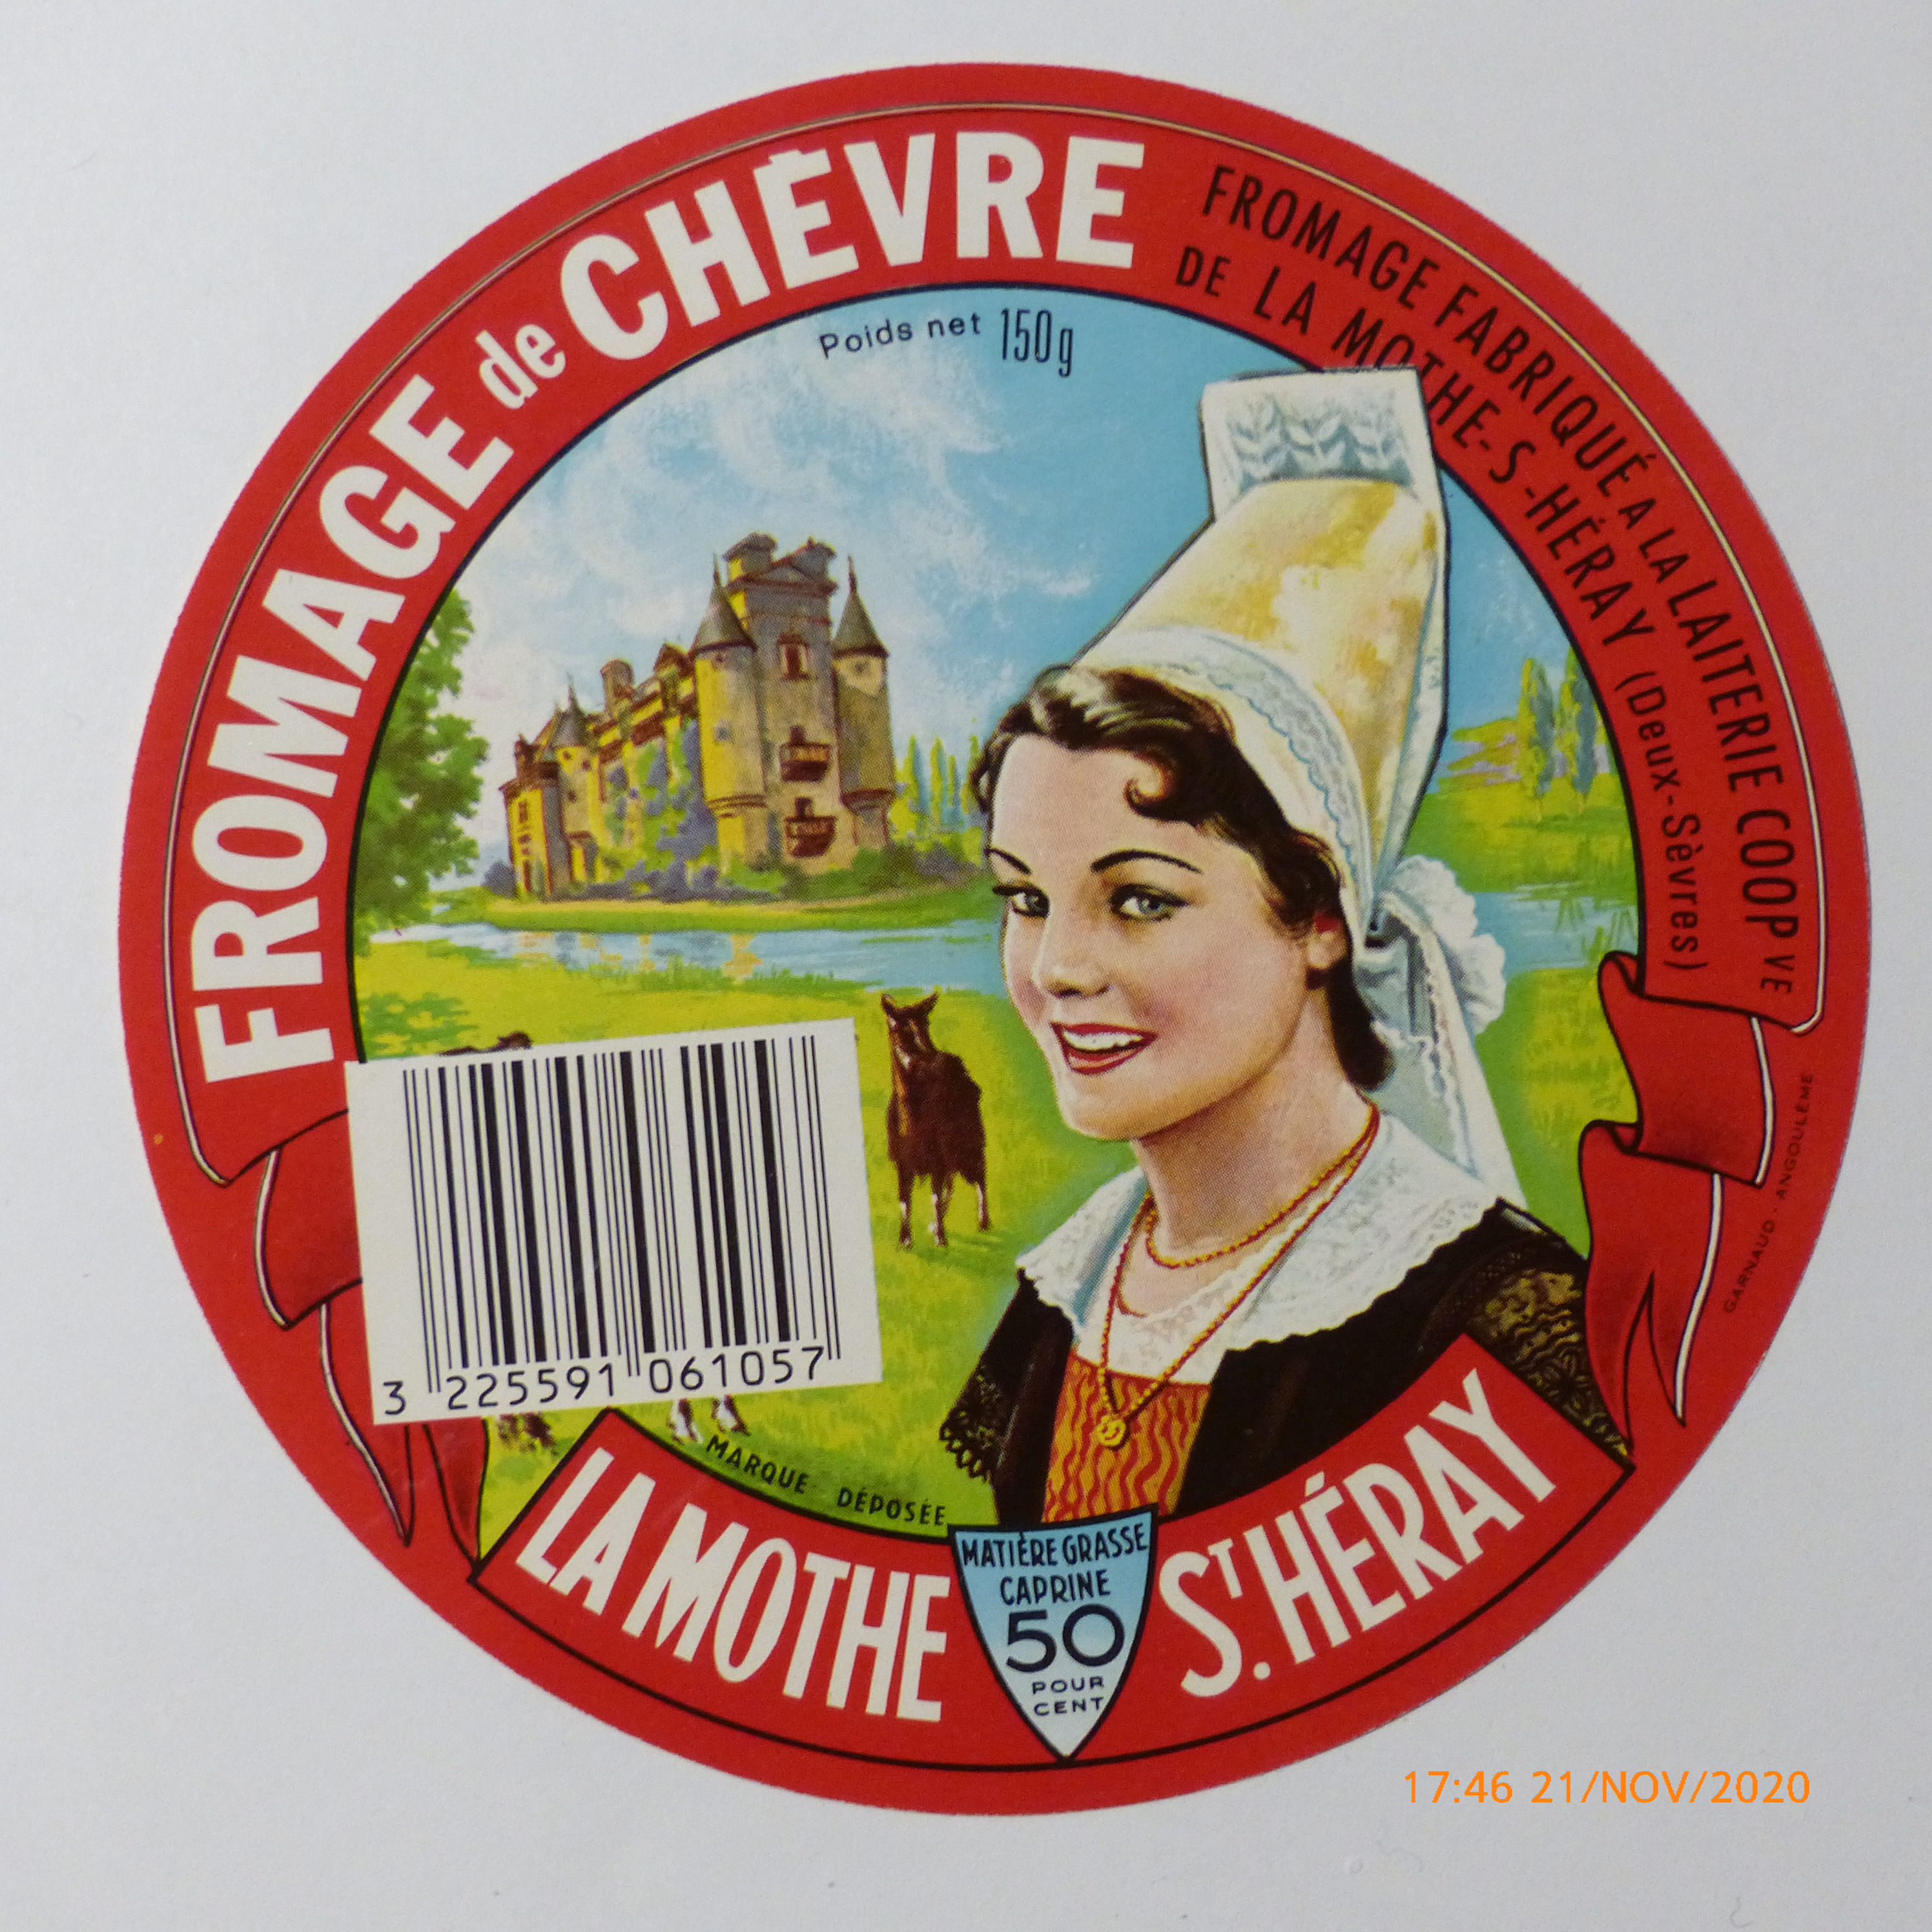 FROMAGE de CHÈVRE
FROMAGE FABRIQUÉ A LA LAITERIE COOP VE
DE LA MOTHE-S-HÉRAY (Deux-Sèvres)
Poids net 150g
GARNAUD - ANGOULÊME
3 225591 061057
MARQUE DÉPOSÉE
LA MOTHE ST. HÉRAY
MATIÈRE GRASSE
CAPRINE
50
POUR
CENT
17:46 21/NOV/2020